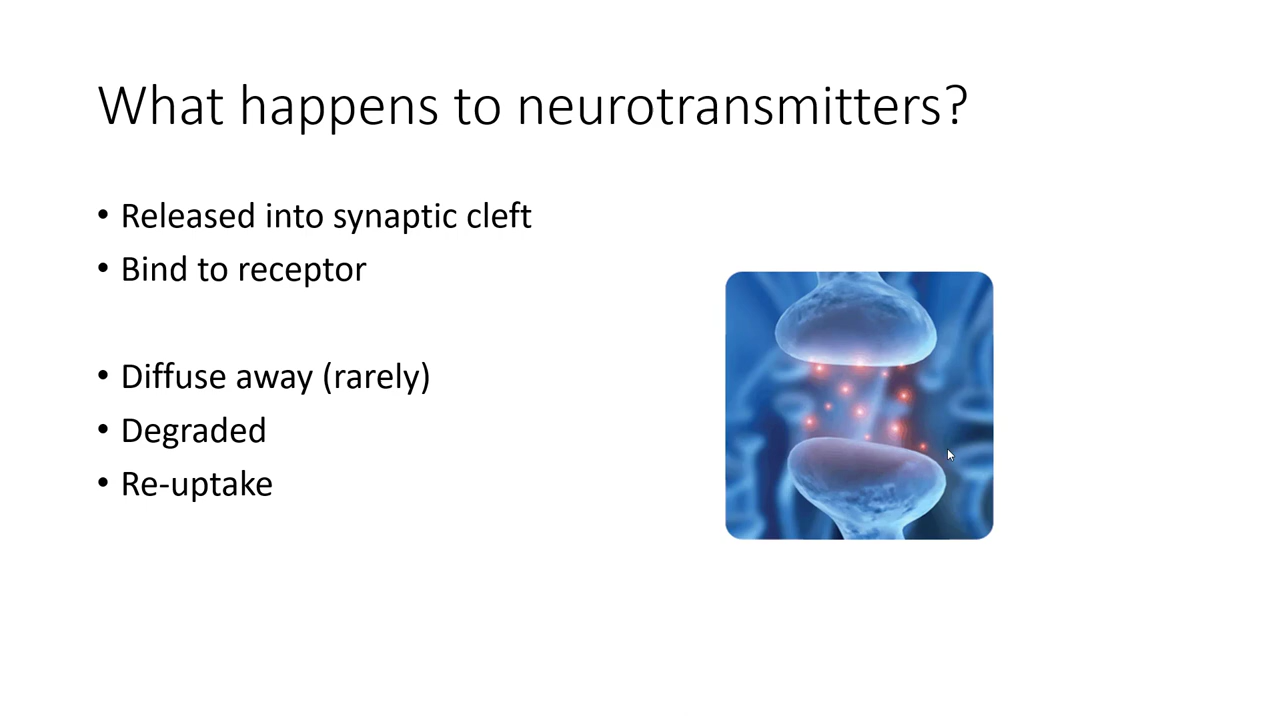 What happens to neurotransmitters?
• Released into synaptic cleft
• Bind to receptor
• Diffuse away (rarely)
• Degraded
• Re-uptake